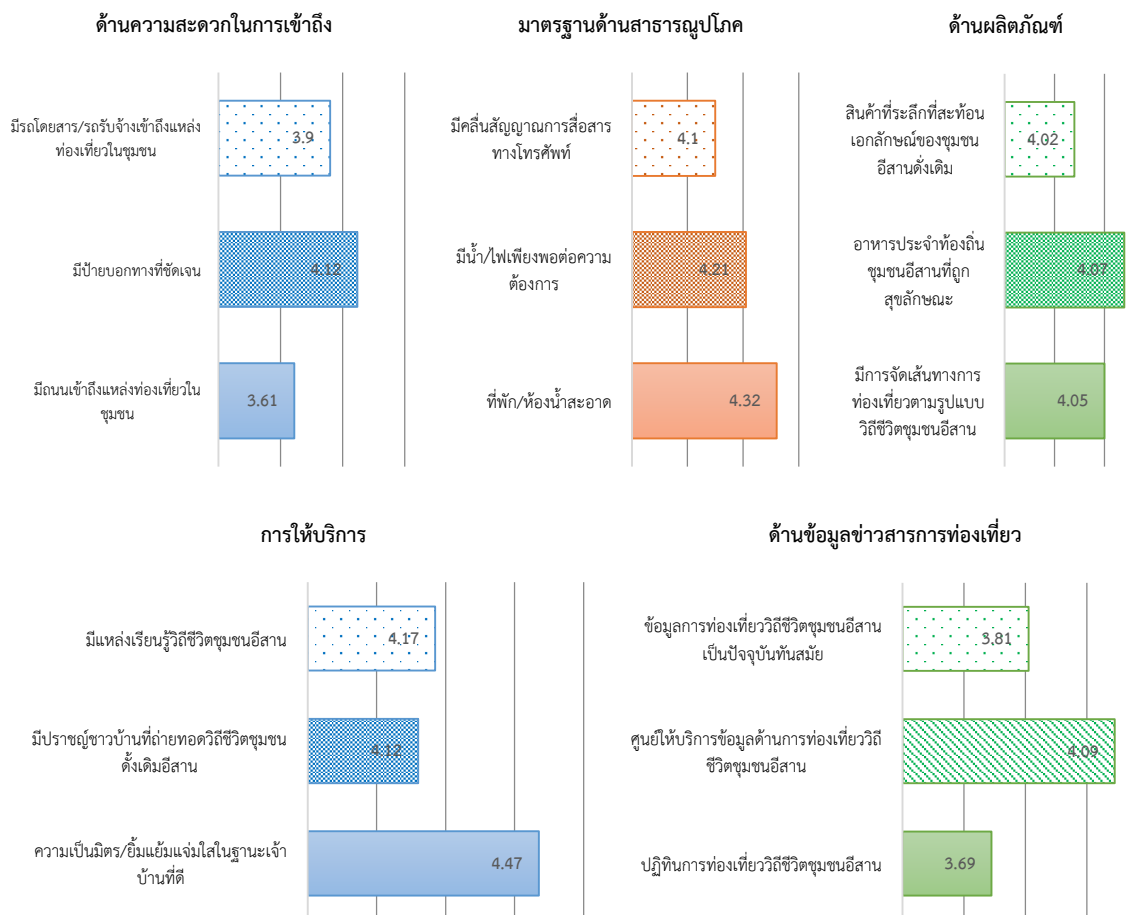 ด้านความสะดวกในการเข้าถึง
มีรถโดยสาร/รถรับจ้างเข้าถึงแหล่ง
ท่องเที่ยวในชุมชน
3.9
มีป้ายบอกทางที่ชัดเจน
4.12
มีถนนเข้าถึงแหล่งท่องเที่ยวใน
ชุมชน
3.61
มาตรฐานด้านสาธารณูปโภค
มีคลื่นสัญญาณการสื่อสาร
ทางโทรศัพท์
4.1
มีน้ำ/ไฟเพียงพอต่อความ
ต้องการ
4.21
ที่พัก/ห้องน้ำสะอาด
4.32
ด้านผลิตภัณฑ์
สินค้าที่ระลึกที่สะท้อน
เอกลักษณ์ของชุมชน
อีสานดั่งเดิม
4.02
อาหารประจำท้องถิ่น
ชุมชนอีสานที่ถูก
สุขลักษณะ
4.07
มีการจัดเส้นทางการ
ท่องเที่ยวตามรูปแบบ
วิถีชีวิตชุมชนอีสาน
4.05
การให้บริการ
มีแหล่งเรียนรู้วิถีชีวิตชุมชนอีสาน
4.17
มีปราชญ์ชาวบ้านที่ถ่ายทอดวิถีชีวิตชุมชน
ดั้งเดิมอีสาน
4.12
ความเป็นมิตร/ยิ้มแย้มแจ่มใสในฐานะเจ้า
บ้านที่ดี
4.47
ด้านข้อมูลข่าวสารการท่องเที่ยว
ข้อมูลการท่องเที่ยววิถีชีวิตชุมชนอีสาน
เป็นปัจจุบันทันสมัย
3.81
ศูนย์ให้บริการข้อมูลด้านการท่องเที่ยววิถี
ชีวิตชุมชนอีสาน
4.09
ปฏิทินการท่องเที่ยววิถีชีวิตชุมชนอีสาน
3.69